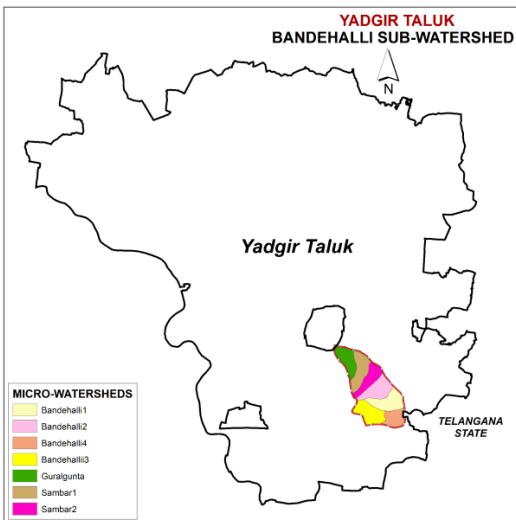 YADGIR TALUK
BANDEHALLI SUB-WATERSHED
N
Yadgir Taluk
MICRO-WATERSHEDS
Bandehalli1
Bandehalli2
Bandehalli4
Bandehallii3
Guralgunta
Sambar1
Sambar2
TELANGANA
STATE